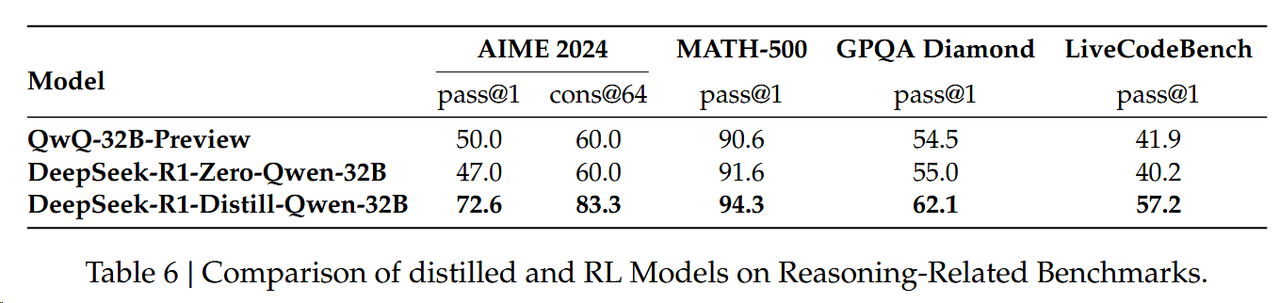 Model AIME 2024 MATH-500 GPQA Diamond LiveCodeBench
pass@1 cons@64 pass@1 pass@1 pass@1
QwQ-32B-Preview 50.0 60.0 90.6 54.5 41.9
DeepSeek-R1-Zero-Qwen-32B 47.0 60.0 91.6 55.0 40.2
DeepSeek-R1-Distill-Qwen-32B 72.6 83.3 94.3 62.1 57.2
Table 6 | Comparison of distilled and RL Models on Reasoning-Related Benchmarks.